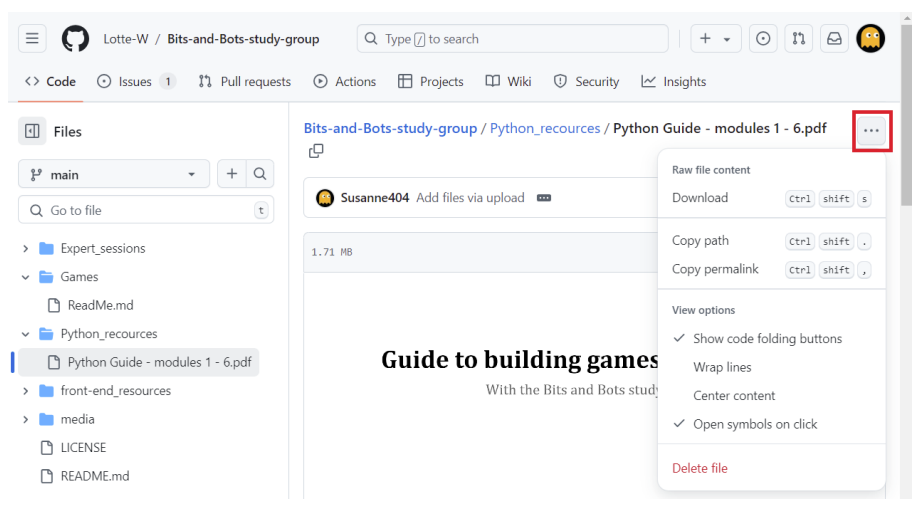 Lotte-W / Bits-and-Bots-study-group
Type / to search
Code
Issues 1
Pull requests
Actions
Projects
Wiki
Security
Insights
Files
main
Go to file
t
Expert_sessions
Games
ReadMe.md
Python_recources
Python Guide - modules 1 - 6.pdf
front-end_resources
media
LICENSE
README.md
Bits-and-Bots-study-group / Python_recources / Python Guide - modules 1 - 6.pdf
Susanne404 Add files via upload
1.71 MB
Guide to building games
With the Bits and Bots study
Raw file content
Download Ctrl shift s
Copy path Ctrl shift .
Copy permalink Ctrl shift ,
View options
Show code folding buttons
Wrap lines
Center content
Open symbols on click
Delete file